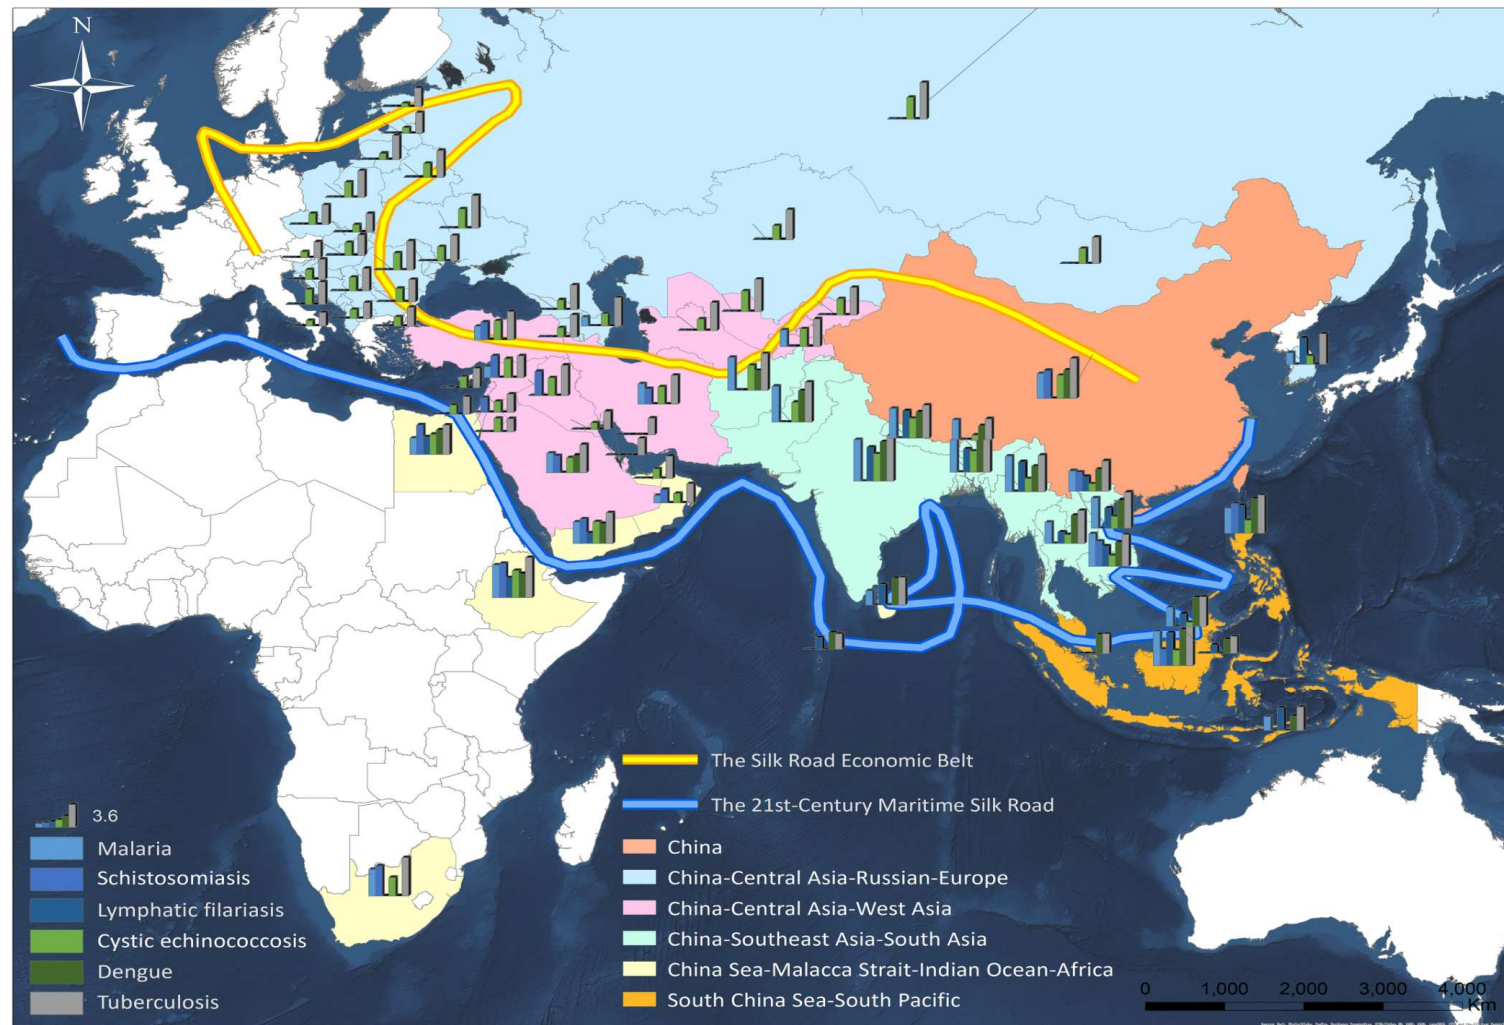 N
The Silk Road Economic Belt
The 21st-Century Maritime Silk Road
3.6
Malaria
Schistosomiasis
Lymphatic filariasis
Cystic echinococcosis
Dengue
Tuberculosis
China
China-Central Asia-Russian-Europe
China-Central Asia-West Asia
China-Southeast Asia-South Asia
China Sea-Malacca Strait-Indian Ocean-Africa
South China Sea-South Pacific
0 1,000 2,000 3,000 4,000
Km